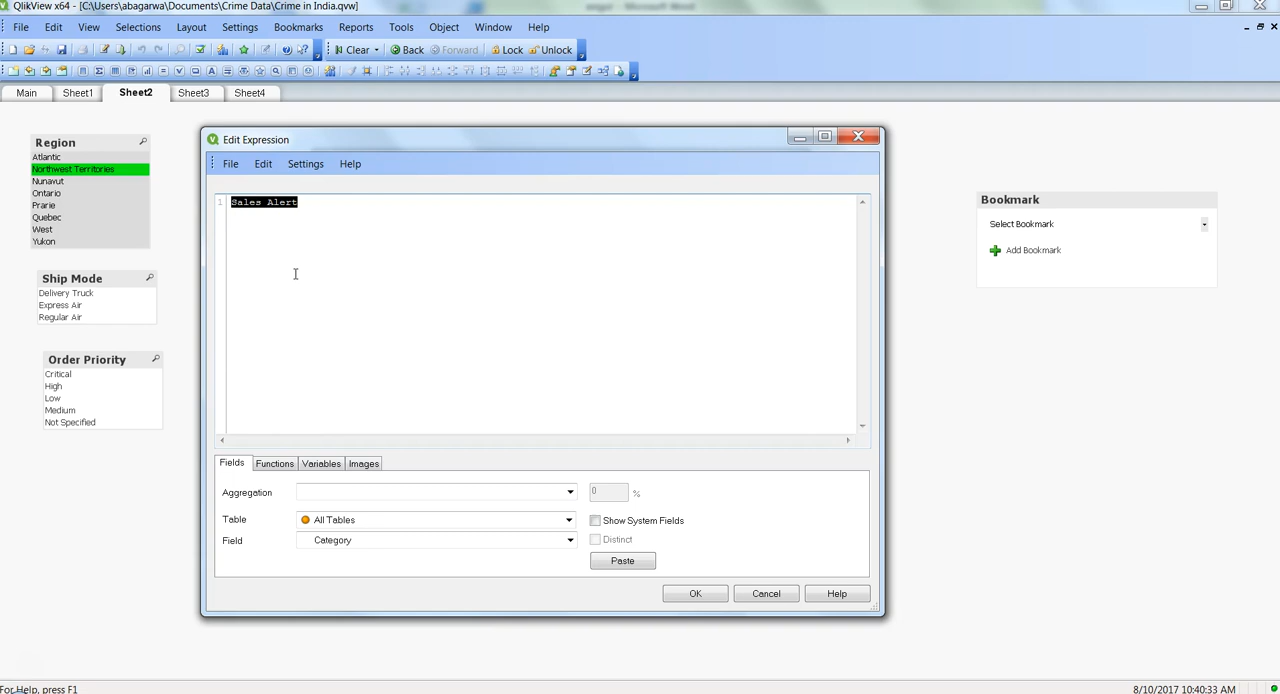 QlikView x64 - [C:\Users\abagarwa\Documents\Crime Data\Crime in India.qvw]
File Edit View Selections Layout Settings Bookmarks Reports Tools Object Window Help
Clear Back Forward Lock Unlock
Main Sheet1 Sheet2 Sheet3 Sheet4
Region
Atlantic
Northwest Territories
Nunavut
Ontario
Prarie
Quebec
West
Yukon
Ship Mode
Delivery Truck
Express Air
Regular Air
Order Priority
Critical
High
Low
Medium
Not Specified
Edit Expression
File Edit Settings Help
1 Sales Alert
Fields Functions Variables Images
Aggregation 0 %
Table All Tables Show System Fields
Field Category Distinct
Paste
OK Cancel Help
Bookmark
Select Bookmark
Add Bookmark
For Help, press F1 8/10/2017 10:40:33 AM